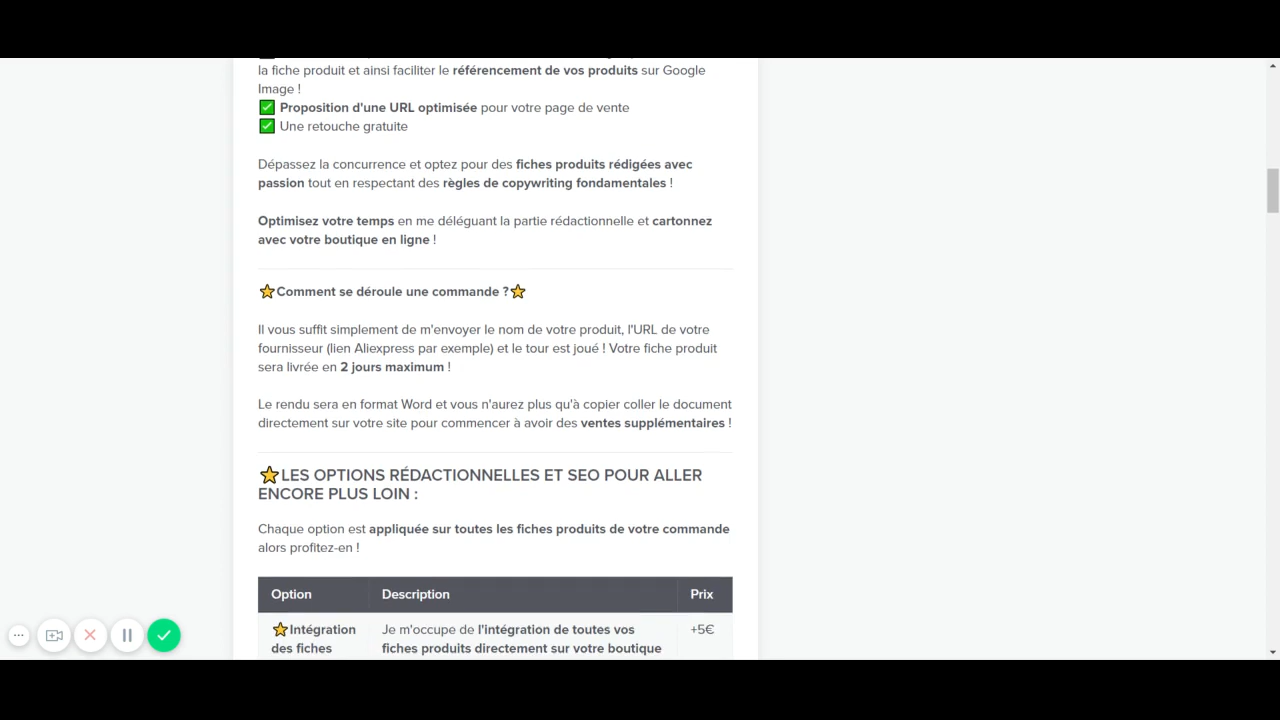 la fiche produit et ainsi faciliter le référencement de vos produits sur Google
Image !
✅ Proposition d'une URL optimisée pour votre page de vente
✅ Une retouche gratuite
Dépassez la concurrence et optez pour des fiches produits rédigées avec
passion tout en respectant des règles de copywriting fondamentales !
Optimisez votre temps en me déléguant la partie rédactionnelle et cartonnez
avec votre boutique en ligne !
⭐Comment se déroule une commande ?⭐
Il vous suffit simplement de m'envoyer le nom de votre produit, l'URL de votre
fournisseur (lien Aliexpress par exemple) et le tour est joué ! Votre fiche produit
sera livrée en 2 jours maximum !
Le rendu sera en format Word et vous n'aurez plus qu'à copier coller le document
directement sur votre site pour commencer à avoir des ventes supplémentaires !
⭐LES OPTIONS RÉDACTIONNELLES ET SEO POUR ALLER
ENCORE PLUS LOIN :
Chaque option est appliquée sur toutes les fiches produits de votre commande
alors profitez-en !
Option Description Prix
⭐Intégration Je m'occupe de l'intégration de toutes vos +5€
des fiches fiches produits directement sur votre boutique